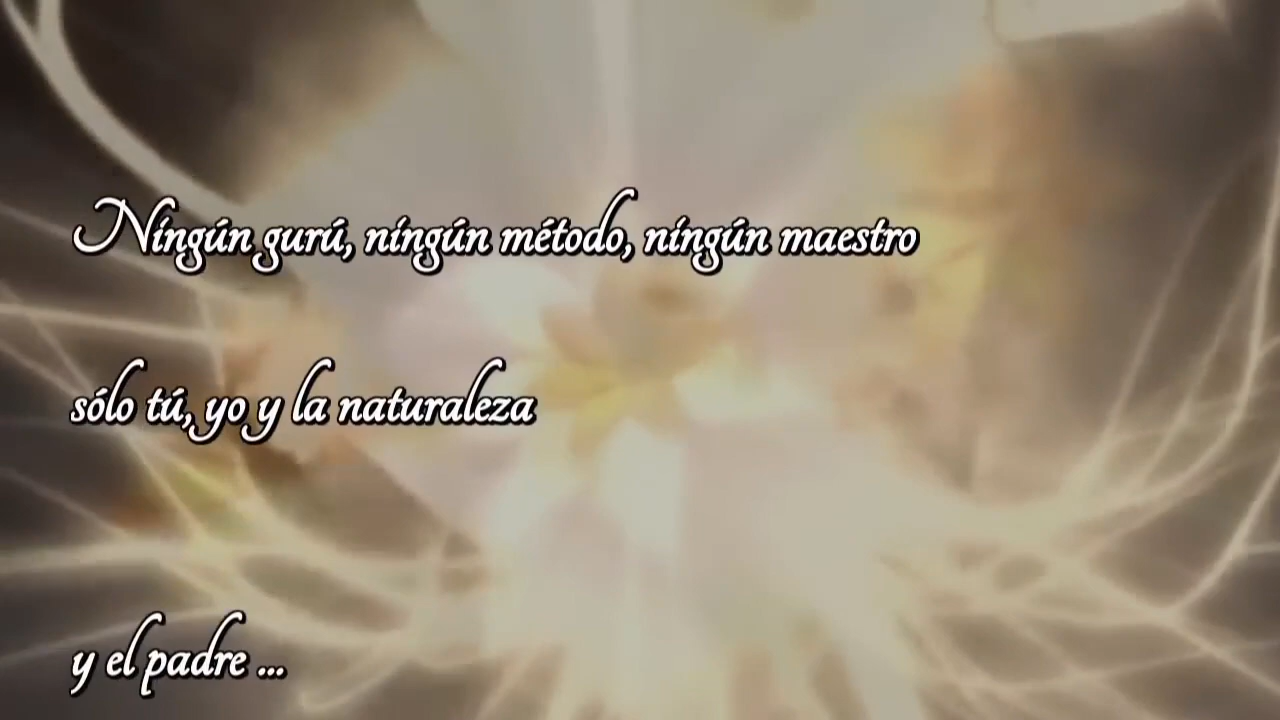 Ningún gurú, ningún método, ningún maestro
sólo tú, yo y la naturaleza
y el padre ...